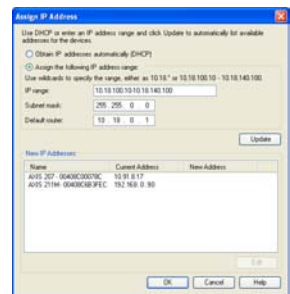 Assign IP Address
Use DHCP or enter an IP address range and click Update to automatically list available
addresses for the devices.
Obtain IP addresses automatically (DHCP)
Assign the following IP address range:
Use wildcards to specify the range, either as 10.18.* or 10.18.100.10 - 10.18.140.100.
IP range: 10.18.100.10-10.18.140.100
Subnet mask: 255 . 255 . 0 . 0
Default router: 10 . 18 . 0 . 1
Update
New IP Addresses:
Name Current Address New Address
AXIS 207 - 00408C00078C 10.91.8.17
AXIS 211M - 00408C6B3FEC 192.168.0.90
Edit
OK Cancel Help